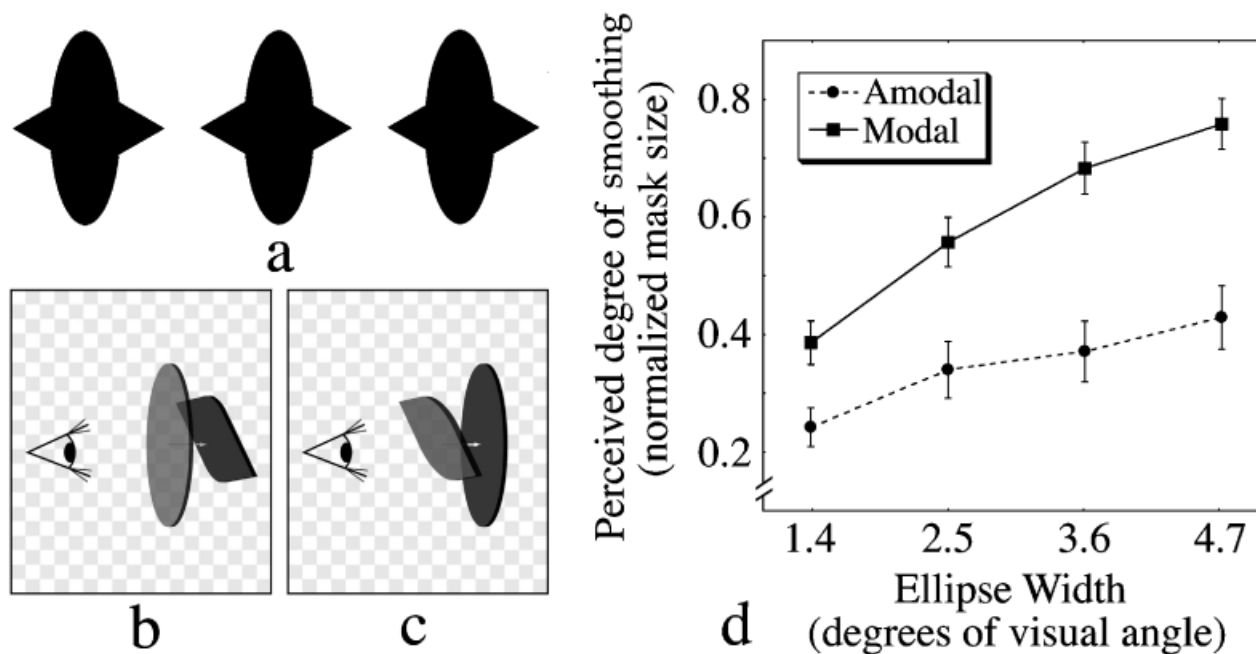 a
b
c
Perceived degree of smoothing
(normalized mask size)
0.8
0.6
0.4
0.2
Amodal
Modal
1.4 2.5 3.6 4.7
Ellipse Width
(degrees of visual angle)
d